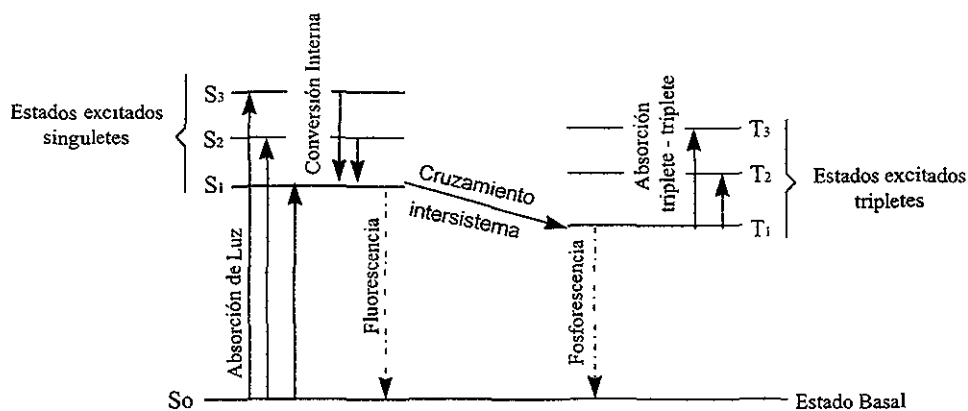 Estados excitados
singuletes
S3
S2
S1
So
Absorción de Luz
Conversión Interna
Fluorescencia
Cruzamiento
intersistema
Fosforescencia
Absorción
triplete - triplete
T3
T2
T1
Estados excitados
tripletes
Estado Basal